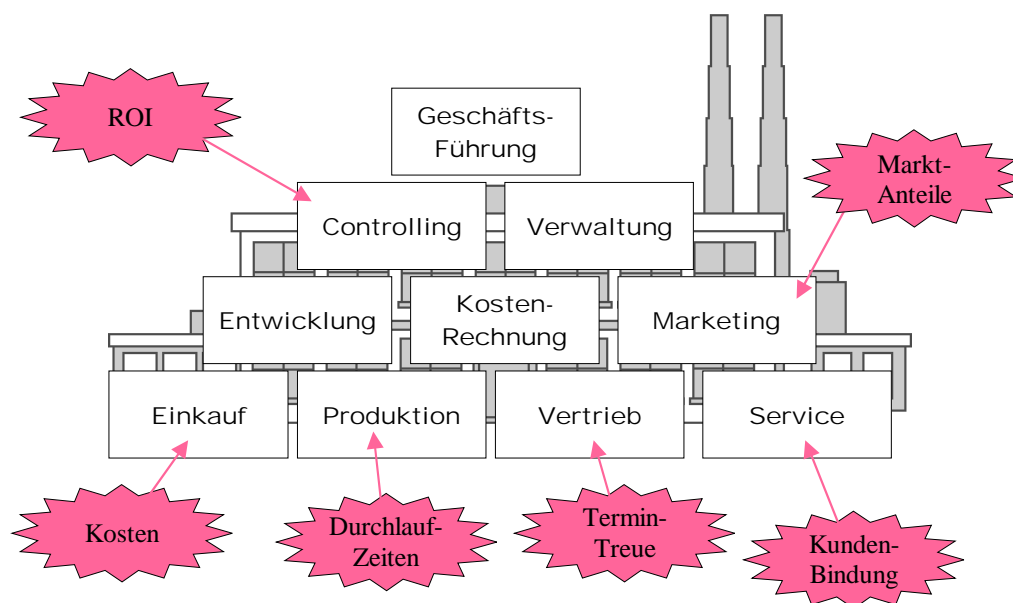 ROI
Geschäfts-
Führung
Markt-
Anteile
Controlling
Verwaltung
Entwicklung
Kosten-
Rechnung
Marketing
Einkauf
Produktion
Vertrieb
Service
Kosten
Durchlauf-
Zeiten
Termin-
Treue
Kunden-
Bindung